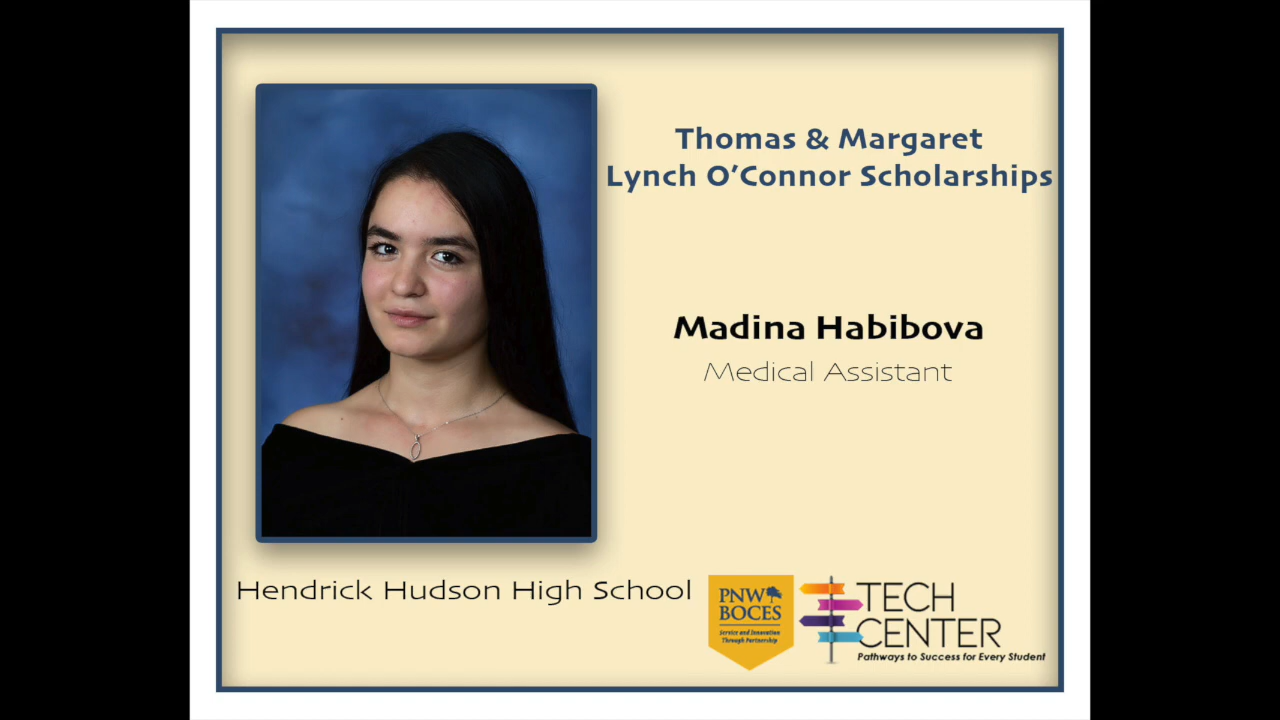 Thomas & Margaret
Lynch O’Connor Scholarships
Madina Habibova
Medical Assistant
Hendrick Hudson High School
PNW
BOCES
Service and Innovation
Through Partnership
TECH
CENTER
Pathways to Success for Every Student